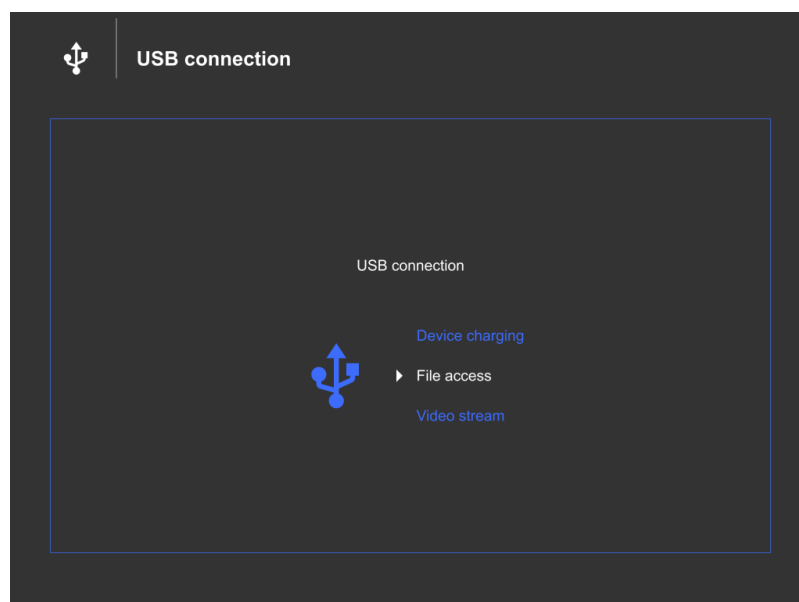 USB connection
USB connection
Device charging
File access
Video stream